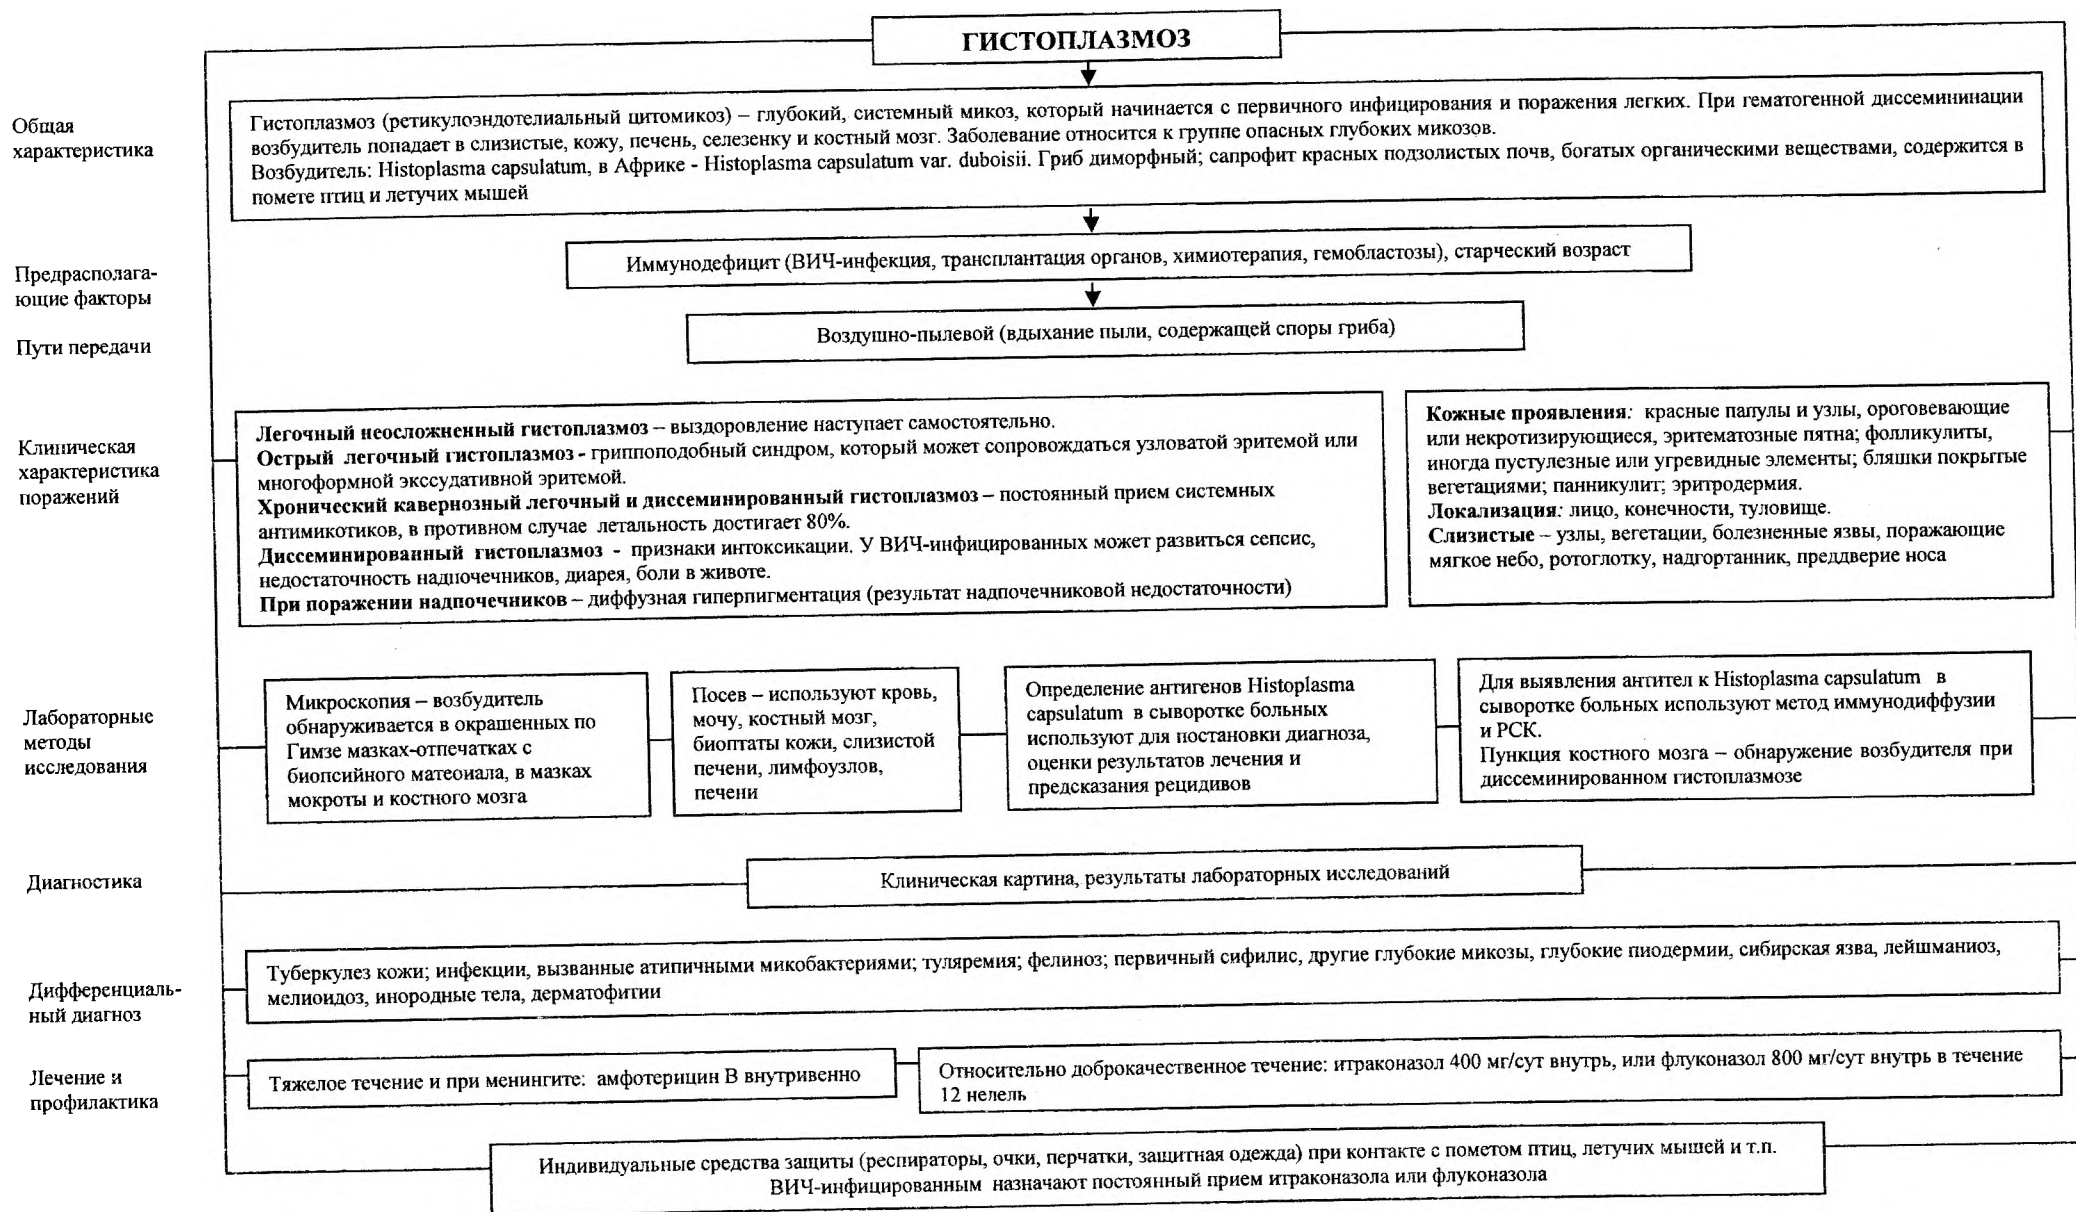 ГИСТОПЛАЗМОЗ
Общая
характеристика
Гистоплазмоз (ретикулоэндотелиальный цитомикоз) – глубокий, системный микоз, который начинается с первичного инфицирования и поражения легких. При гематогенной диссемининации
возбудитель попадает в слизистые, кожу, печень, селезенку и костный мозг. Заболевание относится к группе опасных глубоких микозов.
Возбудитель: Histoplasma capsulatum, в Африке - Histoplasma capsulatum var. duboisii. Гриб диморфный; сапрофит красных подзолистых почв, богатых органическими веществами, содержится в
помете птиц и летучих мышей
Предрасполага-
ющие факторы
Иммунодефицит (ВИЧ-инфекция, трансплантация органов, химиотерапия, гемобластозы), старческий возраст
Пути передачи
Воздушно-пылевой (вдыхание пыли, содержащей споры гриба)
Клиническая
характеристика
поражений
Легочный неосложненный гистоплазмоз – выздоровление наступает самостоятельно.
Острый легочный гистоплазмоз - гриппоподобный синдром, который может сопровождаться узловатой эритемой или
многоформной экссудативной эритемой.
Хронический кавернозный легочный и диссеминированный гистоплазмоз – постоянный прием системных
антимикотиков, в противном случае летальность достигает 80%.
Диссеминированный гистоплазмоз - признаки интоксикации. У ВИЧ-инфицированных может развиться сепсис,
недостаточность надпочечников, диарея, боли в животе.
При поражении надпочечников – диффузная гиперпигментация (результат надпочечниковой недостаточности)
Кожные проявления: красные папулы и узлы, ороговевающие
или некротизирующиеся, эритематозные пятна; фолликулиты,
иногда пустулезные или угревидные элементы; бляшки покрытые
вегетациями; панникулит; эритродермия.
Локализация: лицо, конечности, туловище.
Слизистые – узлы, вегетации, болезненные язвы, поражающие
мягкое небо, ротоглотку, надгортанник, преддверие носа
Лабораторные
методы
исследования
Микроскопия – возбудитель
обнаруживается в окрашенных по
Гимзе мазках-отпечатках с
биопсийного матеоиала, в мазках
мокроты и костного мозга
Посев – используют кровь,
мочу, костный мозг,
биоптаты кожи, слизистой
печени, лимфоузлов,
печени
Определение антигенов Histoplasma
capsulatum в сыворотке больных
используют для постановки диагноза,
оценки результатов лечения и
предсказания рецидивов
Для выявления антител к Histoplasma capsulatum в
сыворотке больных используют метод иммунодиффузии
и РСК.
Пункция костного мозга – обнаружение возбудителя при
диссеминированном гистоплазмозе
Диагностика
Клиническая картина, результаты лабораторных исследований
Дифференциаль-
ный диагноз
Туберкулез кожи; инфекции, вызванные атипичными микобактериями; туляремия; фелиноз; первичный сифилис, другие глубокие микозы, глубокие пиодермии, сибирская язва, лейшманиоз,
мелиоидоз, инородные тела, дерматофитии
Лечение и
профилактика
Тяжелое течение и при менингите: амфотерицин В внутривенно
Относительно доброкачественное течение: итраконазол 400 мг/сут внутрь, или флуконазол 800 мг/сут внутрь в течение
12 нелель
Индивидуальные средства защиты (респираторы, очки, перчатки, защитная одежда) при контакте с пометом птиц, летучих мышей и т.п.
ВИЧ-инфицированным назначают постоянный прием итраконазола или флуконазола